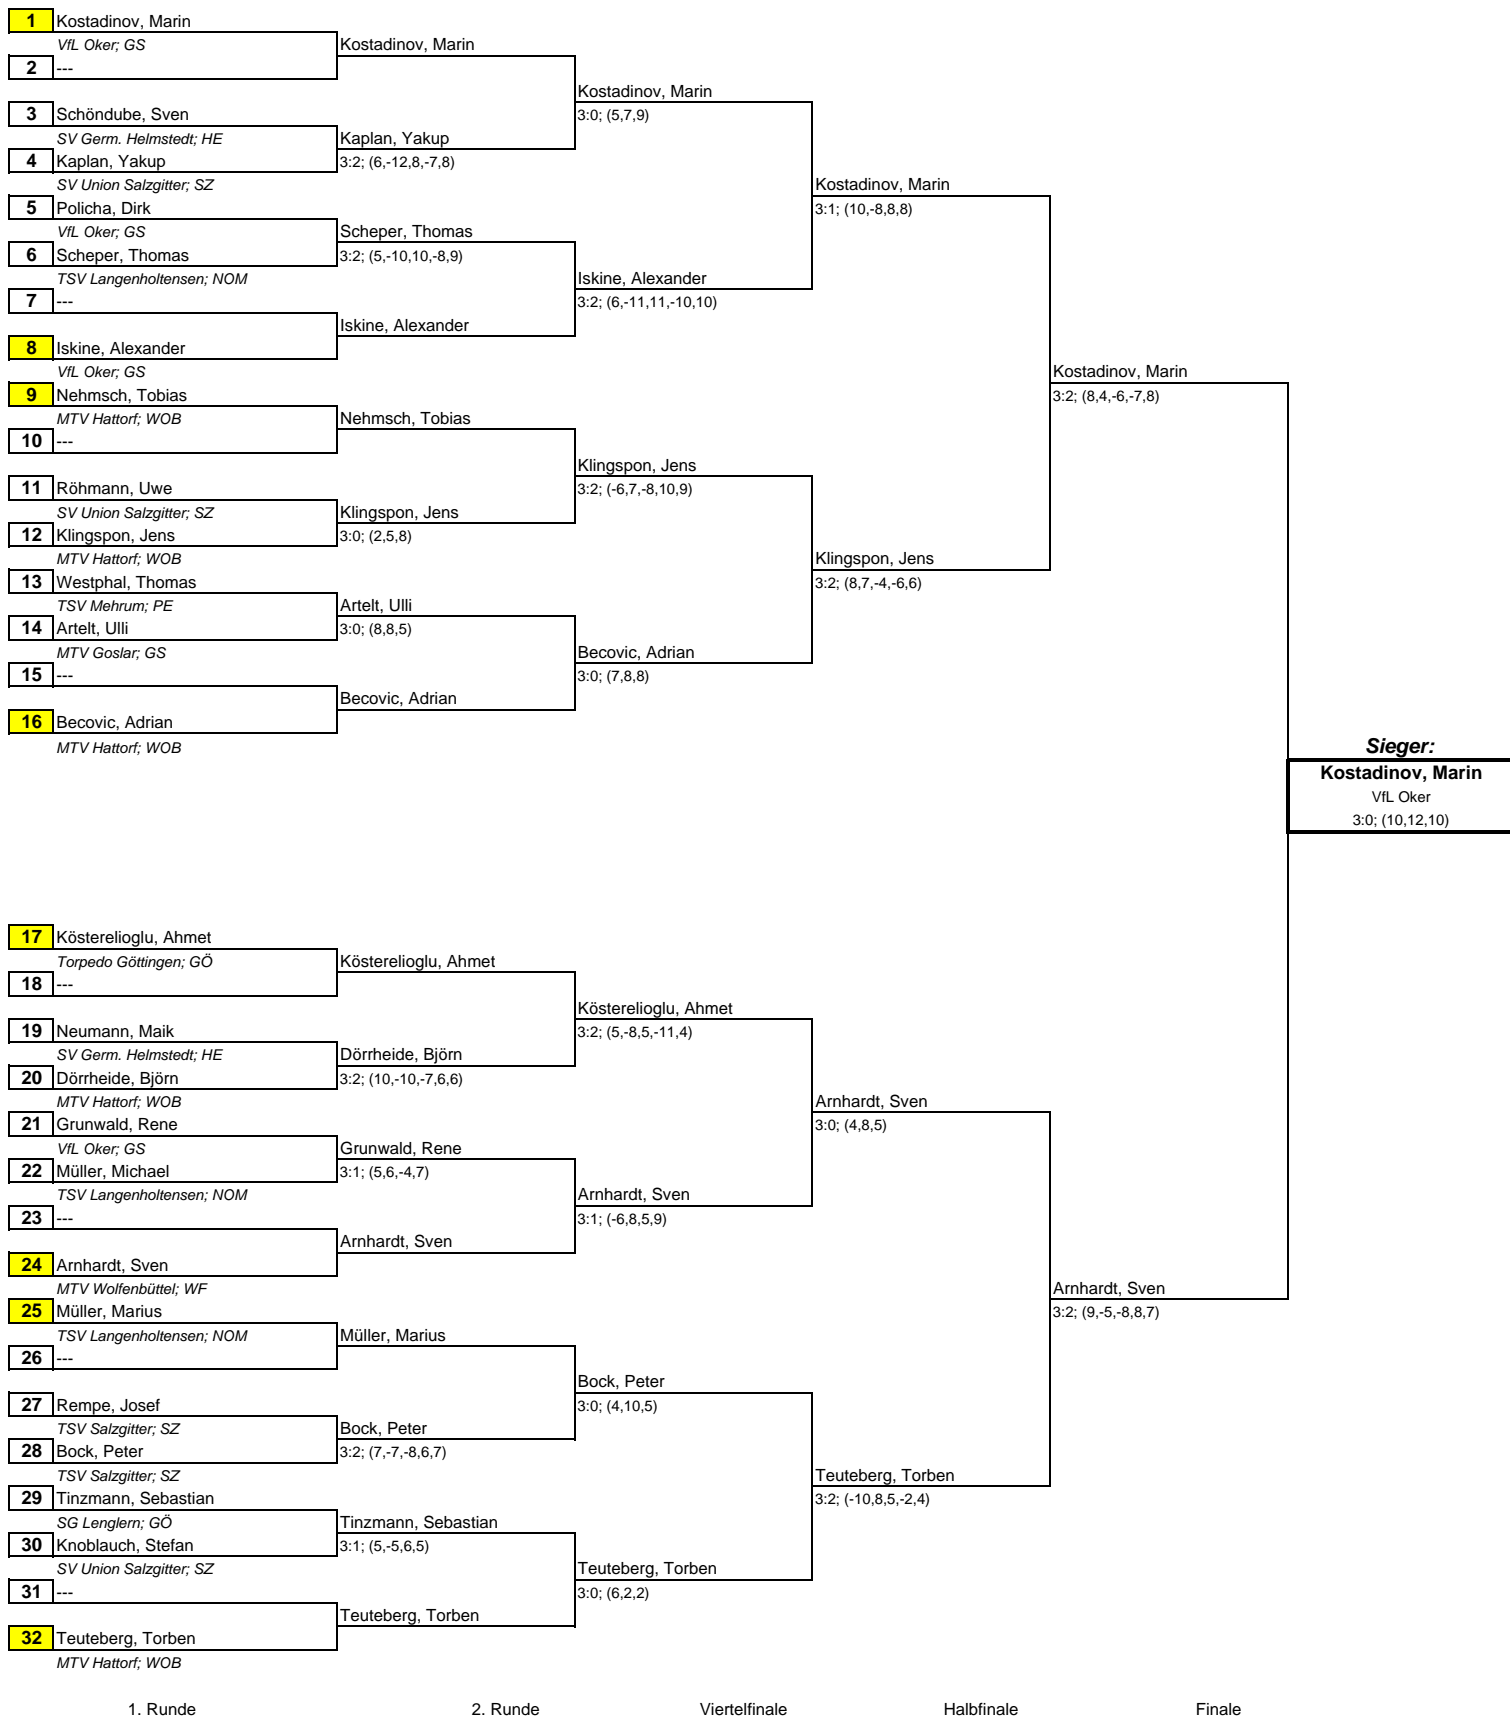 1 Kostadinov, Marin
VfL Oker; GS
2 ---
3 Schöndube, Sven
SV Germ. Helmstedt; HE
4 Kaplan, Yakup
SV Union Salzgitter; SZ
5 Policha, Dirk
VfL Oker; GS
6 Scheper, Thomas
TSV Langenholtensen; NOM
7 ---
8 Iskine, Alexander
VfL Oker; GS
9 Nehmsch, Tobias
MTV Hattorf; WOB
10 ---
11 Röhmann, Uwe
SV Union Salzgitter; SZ
12 Klingspon, Jens
MTV Hattorf; WOB
13 Westphal, Thomas
TSV Mehrum; PE
14 Artelt, Ulli
MTV Goslar; GS
15 ---
16 Becovic, Adrian
MTV Hattorf; WOB
17 Kösterelioglu, Ahmet
Torpedo Göttingen; GÖ
18 ---
19 Neumann, Maik
SV Germ. Helmstedt; HE
20 Dörrheide, Björn
MTV Hattorf; WOB
21 Grunwald, Rene
VfL Oker; GS
22 Müller, Michael
TSV Langenholtensen; NOM
23 ---
24 Arnhardt, Sven
MTV Wolfenbüttel; WF
25 Müller, Marius
TSV Langenholtensen; NOM
26 ---
27 Rempe, Josef
TSV Salzgitter; SZ
28 Bock, Peter
TSV Salzgitter; SZ
29 Tinzmann, Sebastian
SG Lenglern; GÖ
30 Knoblauch, Stefan
SV Union Salzgitter; SZ
31 ---
32 Teuteberg, Torben
MTV Hattorf; WOB
Kostadinov, Marin
Kaplan, Yakup
3:2; (6,-12,8,-7,8)
Scheper, Thomas
3:2; (5,-10,10,-8,9)
Iskine, Alexander
Nehmsch, Tobias
Klingspon, Jens
3:0; (2,5,8)
Artelt, Ulli
3:0; (8,8,5)
Becovic, Adrian
Kösterelioglu, Ahmet
Dörrheide, Björn
3:2; (10,-10,-7,6,6)
Grunwald, Rene
3:1; (5,6,-4,7)
Arnhardt, Sven
Müller, Marius
Bock, Peter
3:2; (7,-7,-8,6,7)
Tinzmann, Sebastian
3:1; (5,-5,6,5)
Teuteberg, Torben
Kostadinov, Marin
3:0; (5,7,9)
Iskine, Alexander
3:2; (6,-11,11,-10,10)
Klingspon, Jens
3:2; (-6,7,-8,10,9)
Becovic, Adrian
3:0; (7,8,8)
Kösterelioglu, Ahmet
3:2; (5,-8,5,-11,4)
Arnhardt, Sven
3:1; (-6,8,5,9)
Bock, Peter
3:0; (4,10,5)
Teuteberg, Torben
3:0; (6,2,2)
Kostadinov, Marin
3:1; (10,-8,8,8)
Klingspon, Jens
3:2; (8,7,-4,-6,6)
Arnhardt, Sven
3:0; (4,8,5)
Teuteberg, Torben
3:2; (-10,8,5,-2,4)
Kostadinov, Marin
3:2; (8,4,-6,-7,8)
Arnhardt, Sven
3:2; (9,-5,-8,8,7)
Sieger:
Kostadinov, Marin
VfL Oker
3:0; (10,12,10)
1. Runde 2. Runde Viertelfinale Halbfinale Finale